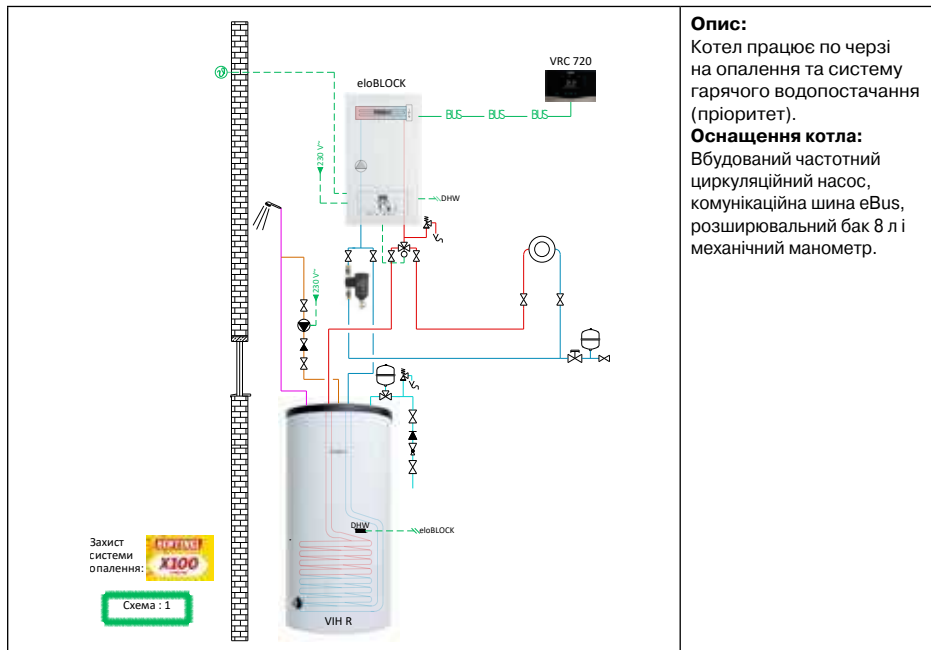 Опис:
Котел працює по черзі
на опалення та систему
гарячого водопостачання
(пріоритет).
Оснащення котла:
Вбудований частотний
циркуляційний насос,
комунікаційна шина eBus,
розширювальний бак 8 л і
механічний манометр.
VRC 720
eloBLOCK
BUS BUS BUS
230 V~
DHW
230 V~
DHW
eloBLOCK
VIH R
Захист
системи
опалення:
X100
Схема : 1